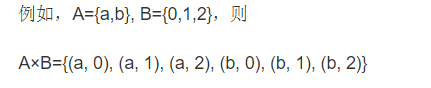 例如，A={a,b}, B={0,1,2}，则
A×B={(a, 0), (a, 1), (a, 2), (b, 0), (b, 1), (b, 2)}